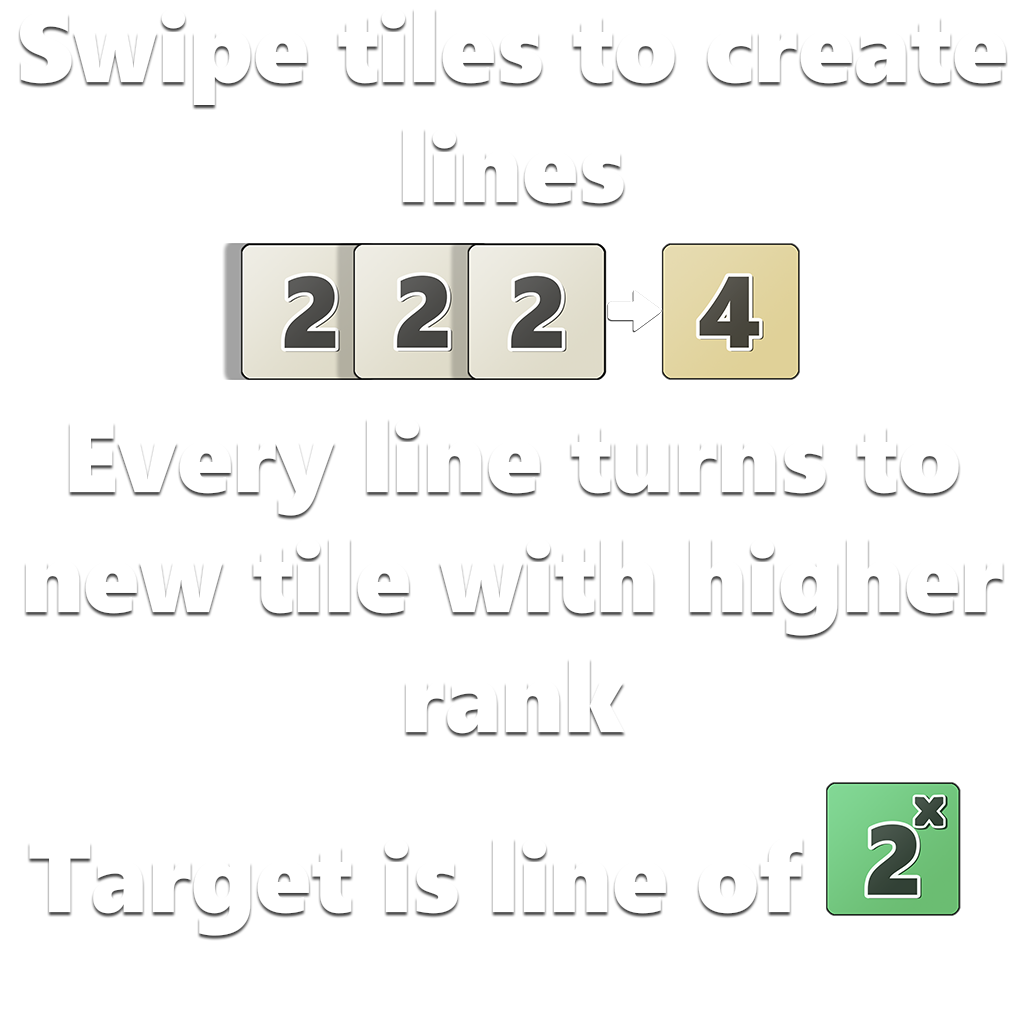 Swipe tiles to create
lines
2 2 2 4
Every line turns to
new tile with higher
rank
Target is line of 2ˣ